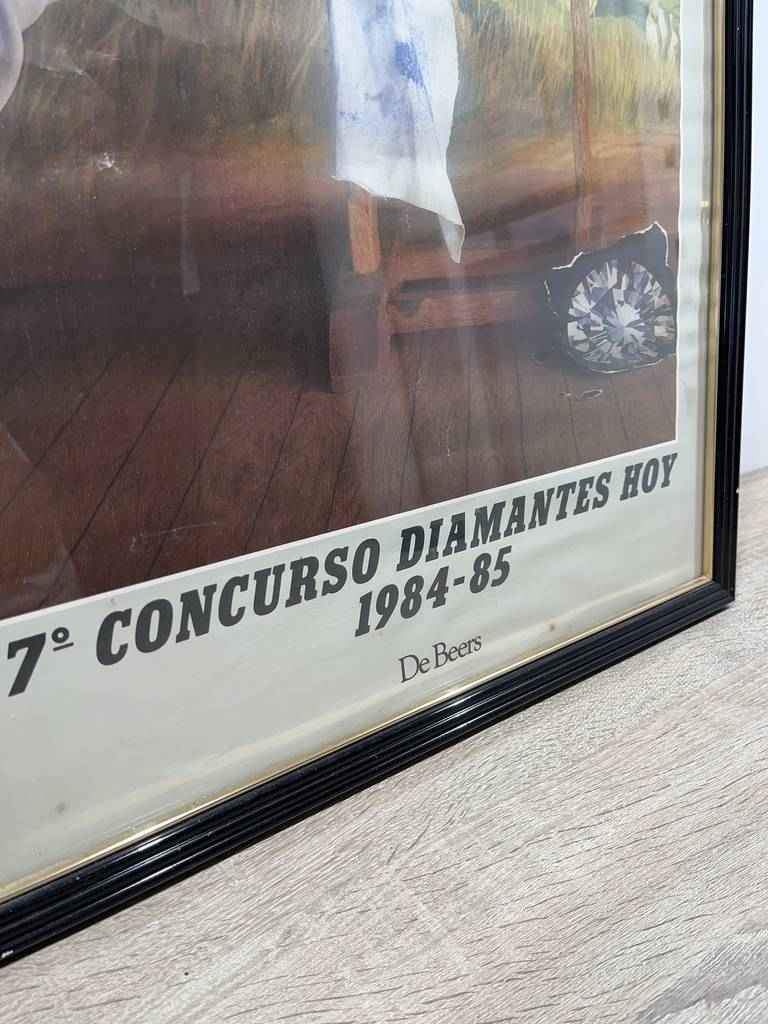 7º CONCURSO DIAMANTES HOY
1984-85
De Beers